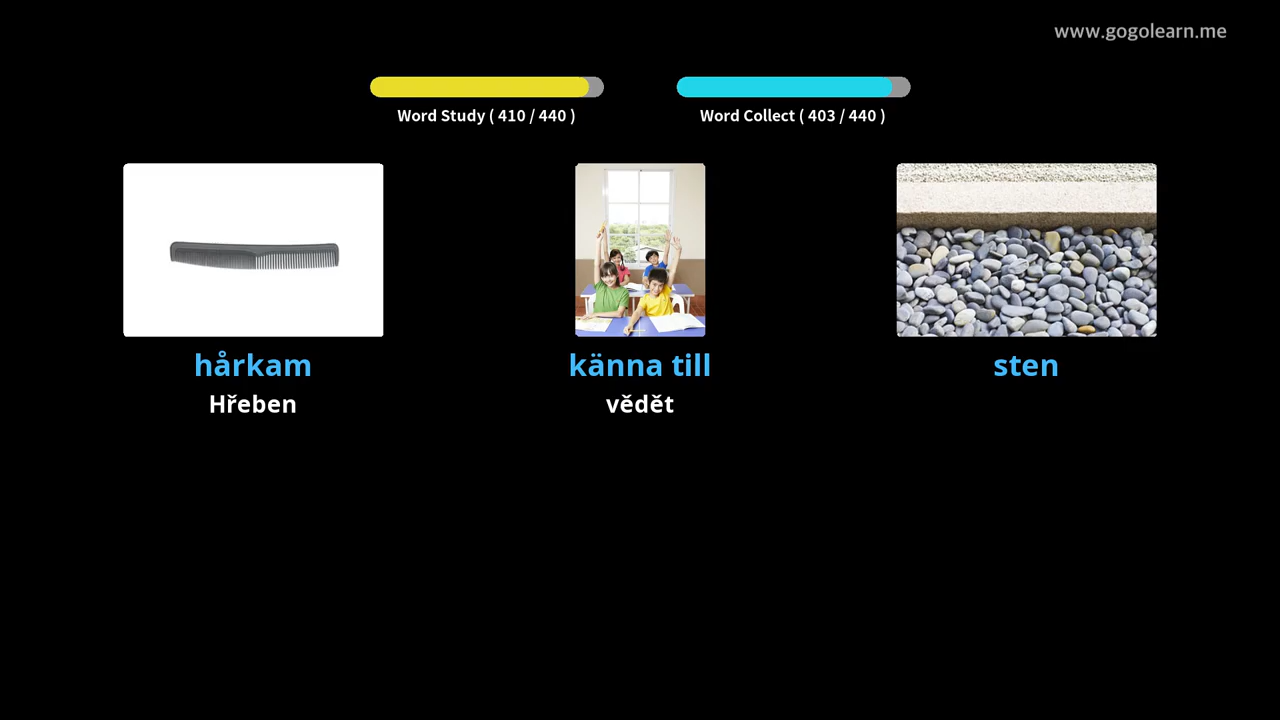 www.gogolearn.me
Word Study ( 410 / 440 )
Word Collect ( 403 / 440 )
hårkam
känna till
sten
Hřeben
vědět